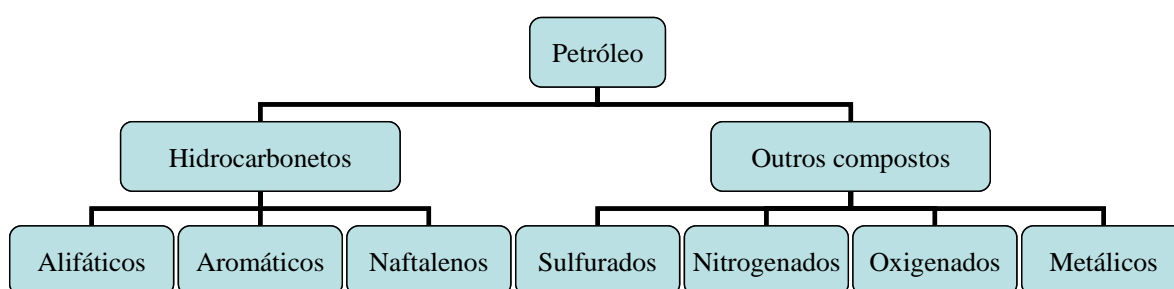 Petróleo
Hidrocarbonetos
Outros compostos
Alifáticos
Aromáticos
Naftalenos
Sulfurados
Nitrogenados
Oxigenados
Metálicos